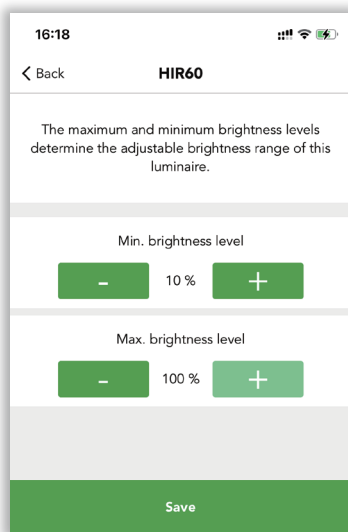 16:18
Back
HIR60
The maximum and minimum brightness levels
determine the adjustable brightness range of this
luminaire.
Min. brightness level
- 10 % +
Max. brightness level
- 100 % +
Save